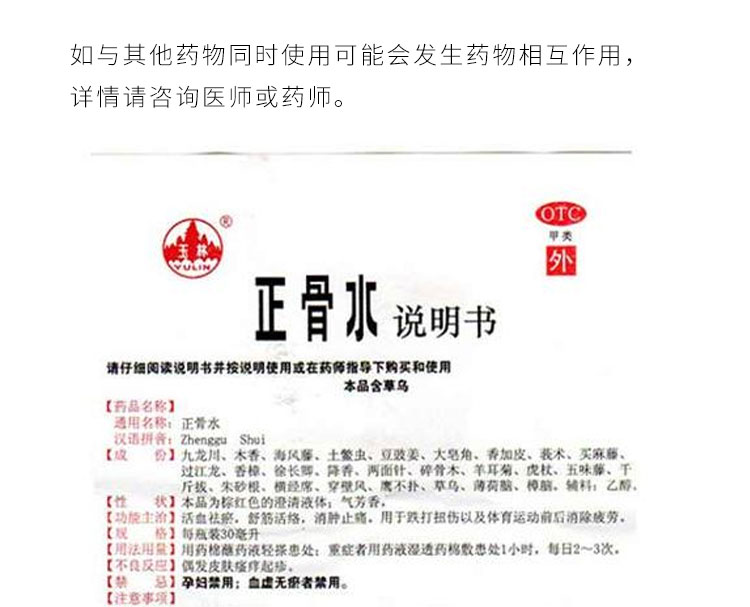 如与其他药物同时使用可能会发生药物相互作用，
详情请咨询医师或药师。
玉林
YULIN
®
OTC
甲类
外
正骨水 说明书
请仔细阅读说明书并按说明使用或在药师指导下购买和使用
本品含草乌
【药品名称】
通用名称：正骨水
汉语拼音：Zhenggu Shui
【成　份】九龙川、木香、海风藤、土鳖虫、豆豉姜、大皂角、香加皮、莪术、买麻藤、
过江龙、香樟、徐长卿、降香、两面针、碎骨木、羊耳菊、虎杖、五味藤、千
斤拔、朱砂根、横经席、穿壁风、鹰不扑、草乌、薄荷脑、樟脑。辅料：乙醇。
【性　状】本品为棕红色的澄清液体；气芳香。
【功能主治】活血祛瘀，舒筋活络，消肿止痛。用于跌打扭伤以及体育运动前后消除疲劳。
【规　格】每瓶装30毫升
【用法用量】用药棉蘸药液轻搽患处；重症者用药液湿透药棉敷患处1小时，每日2～3次。
【不良反应】偶发皮肤瘙痒起疹。
【禁　忌】孕妇禁用；血虚无瘀者禁用。
【注意事项】